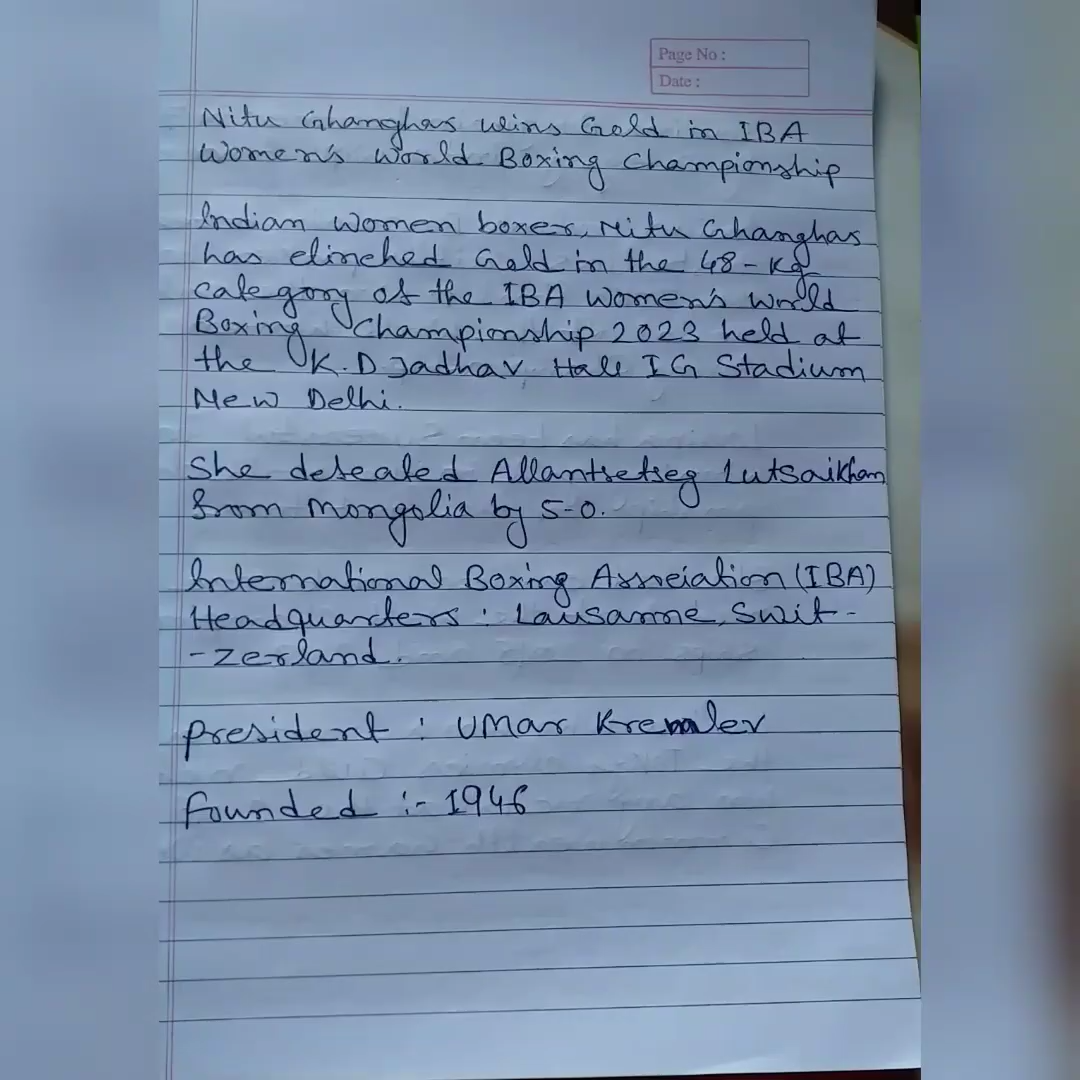 Page No :
Date :
Nitu Ghanghas wins Gold in IBA
Women's World Boxing Championship
Indian women boxer, Nitu Ghanghas
has clinched Gold in the 48-Kg
category of the IBA Women's World
Boxing Championship 2023 held at
the K.D Jadhav Hall IG Stadium
New Delhi.
She defeated Allantsetseg Lutsaikhan
from Mongolia by 5-0.
International Boxing Association (IBA)
Headquarters : Lausanne, Swit-
-zerland.
President : Umar Kremlev
Founded :- 1946